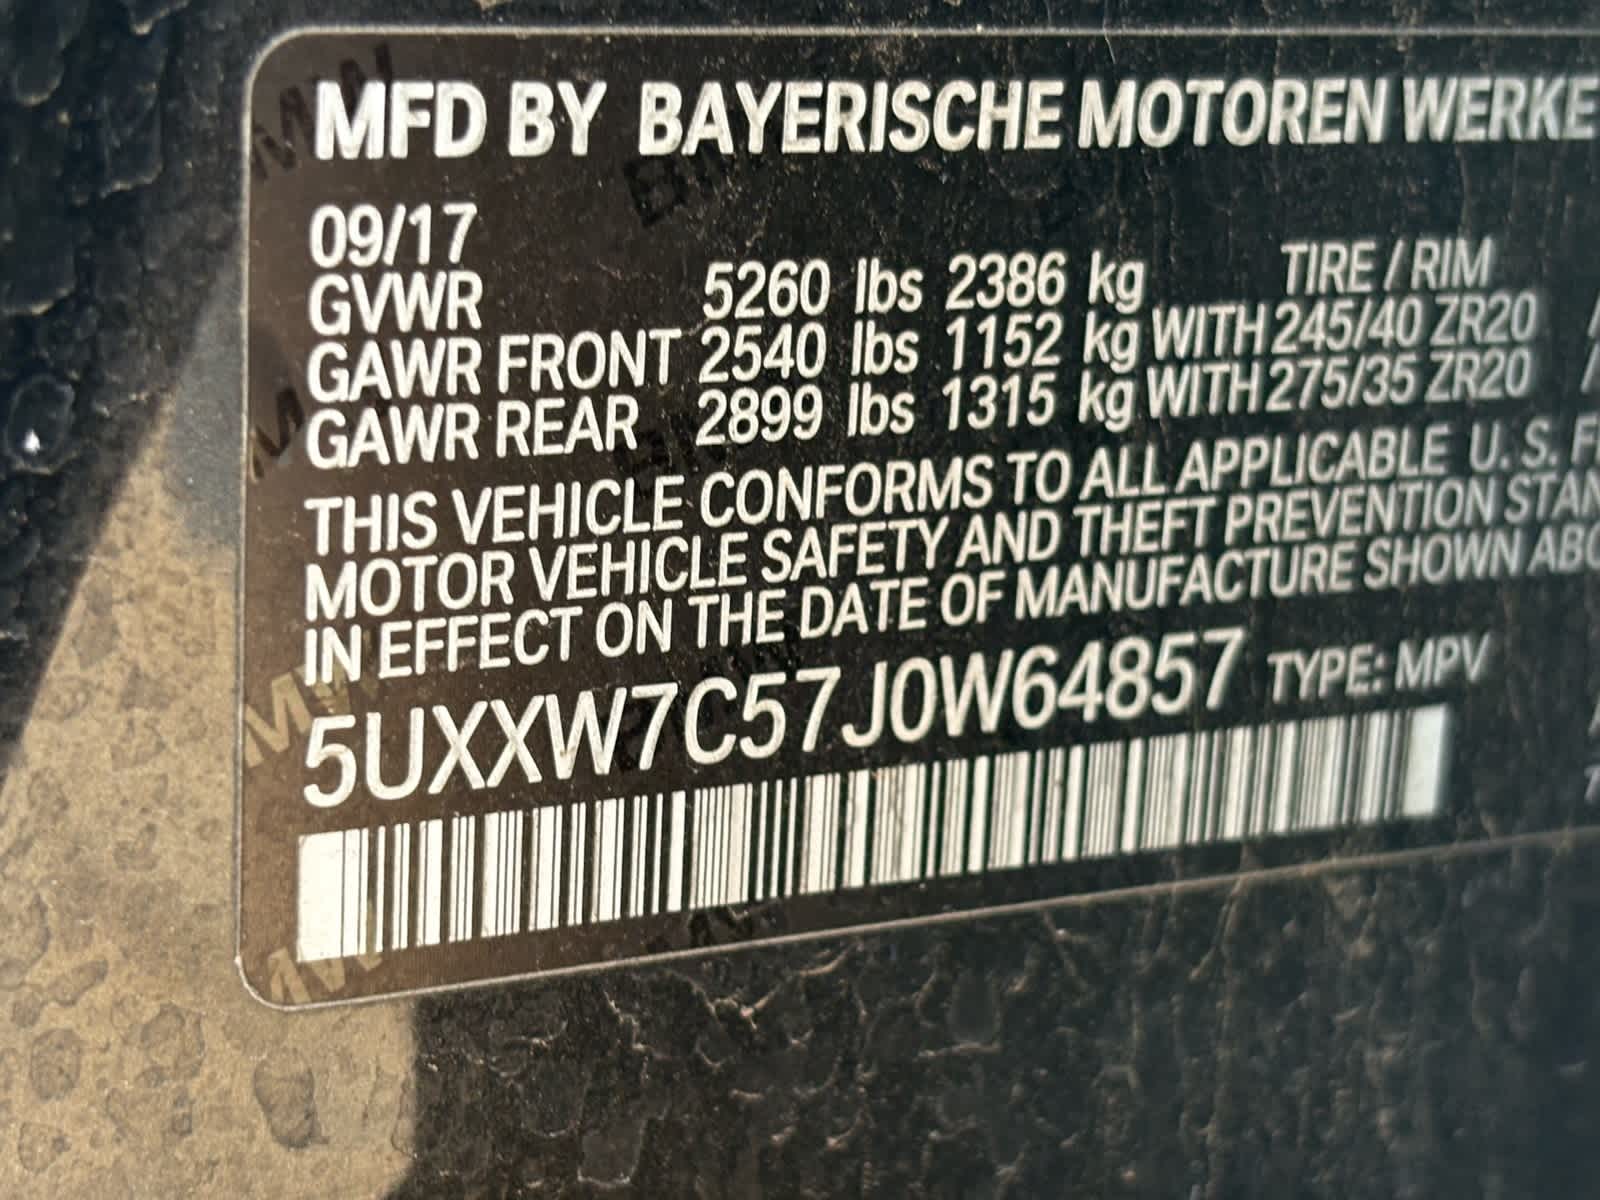 MFD BY BAYERISCHE MOTOREN WERKE
09/17
GVWR 5260 lbs 2386 kg TIRE / RIM
GAWR FRONT 2540 lbs 1152 kg WITH 245/40 ZR20
GAWR REAR 2899 lbs 1315 kg WITH 275/35 ZR20
THIS VEHICLE CONFORMS TO ALL APPLICABLE U. S.
MOTOR VEHICLE SAFETY AND THEFT PREVENTION STAN
IN EFFECT ON THE DATE OF MANUFACTURE SHOWN ABO
5UXXW7C57J0W64857 TYPE: MPV